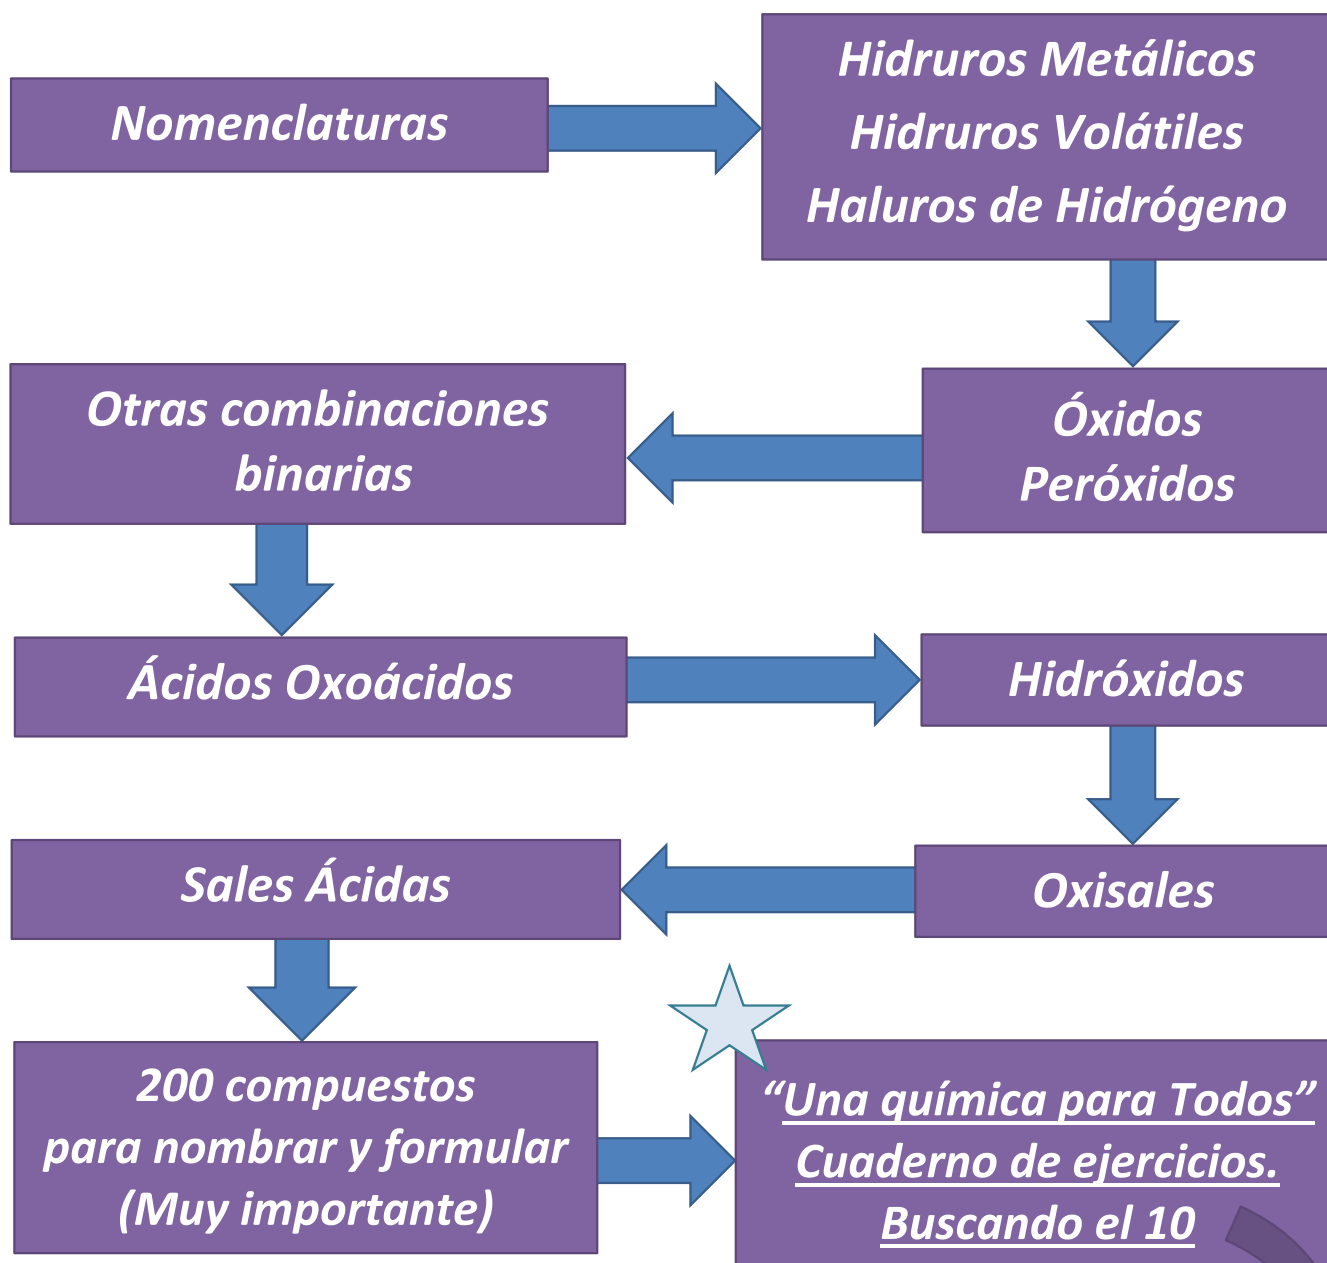 Nomenclaturas
Hidruros Metálicos
Hidruros Volátiles
Haluros de Hidrógeno
Óxidos
Peróxidos
Otras combinaciones
binarias
Ácidos Oxoácidos
Hidróxidos
Oxisales
Sales Ácidas
200 compuestos
para nombrar y formular
(Muy importante)
“Una química para Todos”
Cuaderno de ejercicios.
Buscando el 10